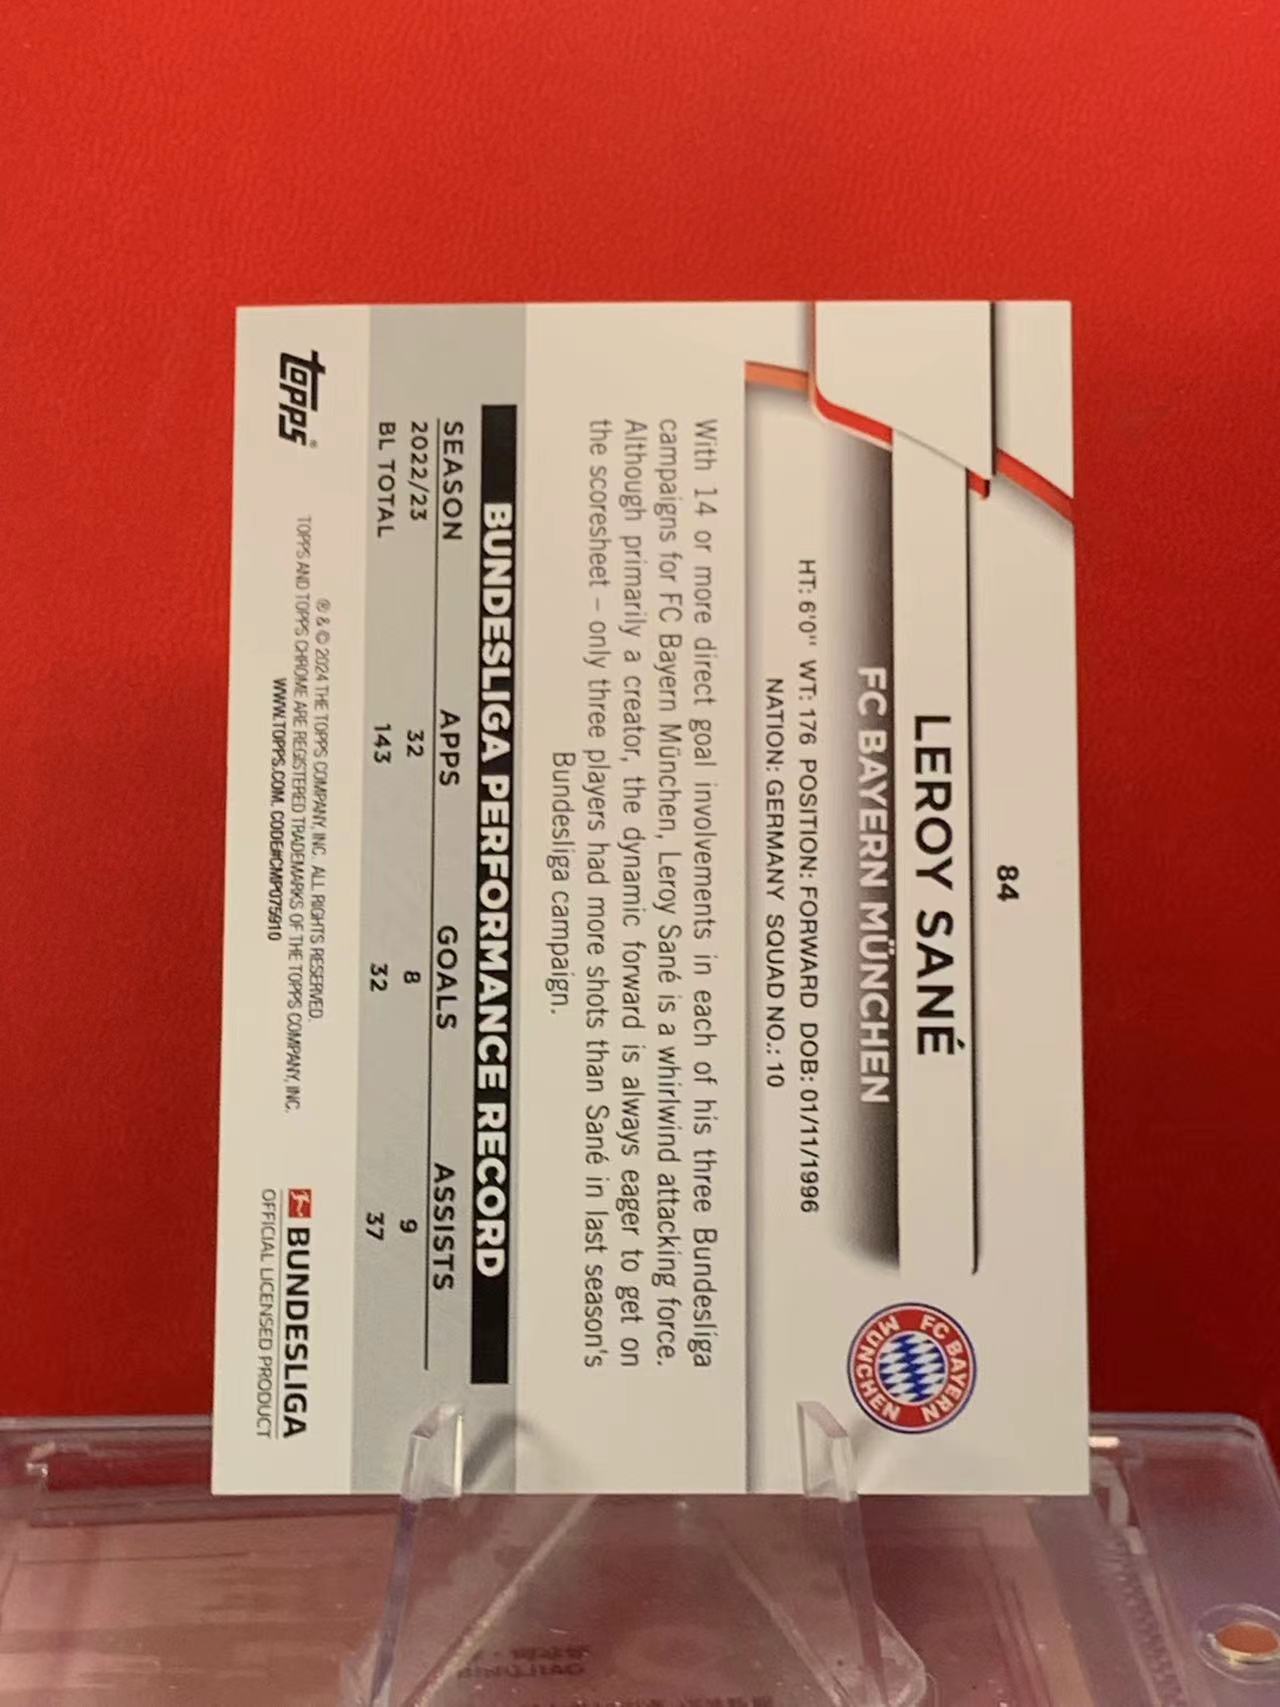 84
LEROY SANÉ
FC BAYERN MÜNCHEN
FC BAYERN MÜNCHEN
HT: 6'0" WT: 176 POSITION: FORWARD DOB: 01/11/1996
NATION: GERMANY SQUAD NO.: 10
With 14 or more direct goal involvements in each of his three Bundesliga
campaigns for FC Bayern München, Leroy Sané is a whirlwind attacking force.
Although primarily a creator, the dynamic forward is always eager to get on
the scoresheet – only three players had more shots than Sané in last season's
Bundesliga campaign.
BUNDESLIGA PERFORMANCE RECORD
SEASON APPS GOALS ASSISTS
2022/23 32 8 9
BL TOTAL 143 32 37
topps®
® & © 2024 THE TOPPS COMPANY, INC. ALL RIGHTS RESERVED.
TOPPS AND TOPPS CHROME ARE REGISTERED TRADEMARKS OF THE TOPPS COMPANY, INC.
WWW.TOPPS.COM. CODE#CMP075910
BUNDESLIGA
OFFICIAL LICENSED PRODUCT